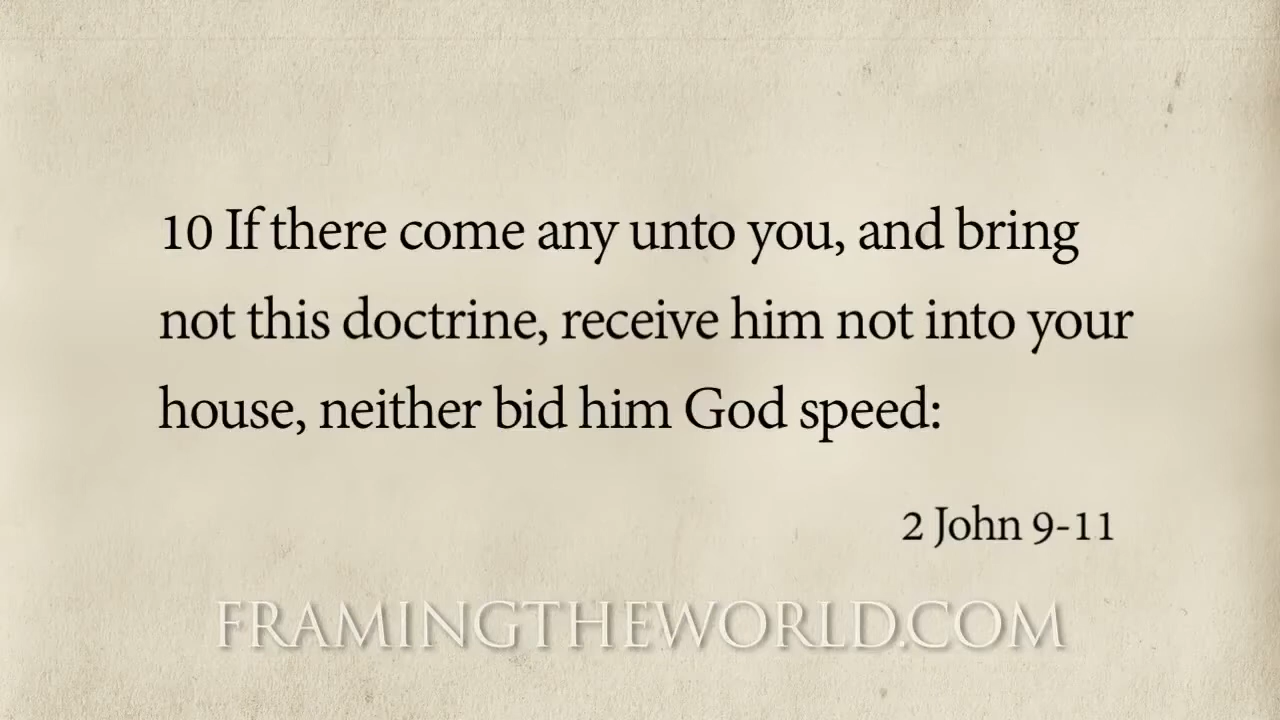 10 If there come any unto you, and bring
not this doctrine, receive him not into your
house, neither bid him God speed:
2 John 9-11
FRAMINGTHEWORLD.COM